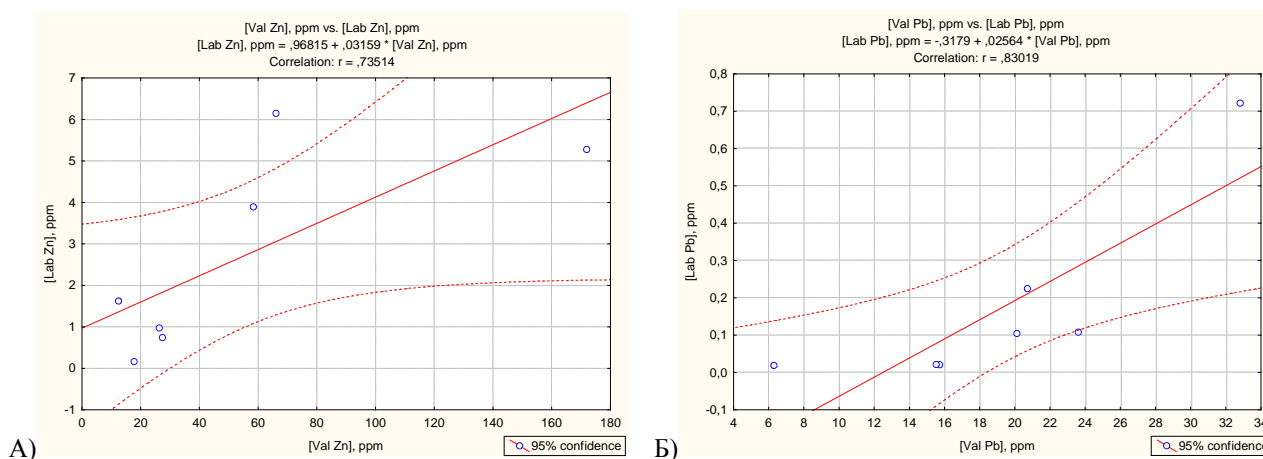 [Val Zn], ppm vs. [Lab Zn], ppm
[Lab Zn], ppm = ,96815 + ,03159 * [Val Zn], ppm
Correlation: r = ,73514
7
6
5
4
3
2
1
0
-1
[Lab Zn], ppm
0 20 40 60 80 100 120 140 160 180
[Val Zn], ppm
95% confidence
А)
[Val Pb], ppm vs. [Lab Pb], ppm
[Lab Pb], ppm = -,3179 + ,02564 * [Val Pb], ppm
Correlation: r = ,83019
0,8
0,7
0,6
0,5
0,4
0,3
0,2
0,1
0,0
-0,1
[Lab Pb], ppm
4 6 8 10 12 14 16 18 20 22 24 26 28 30 32 34
[Val Pb], ppm
95% confidence
Б)